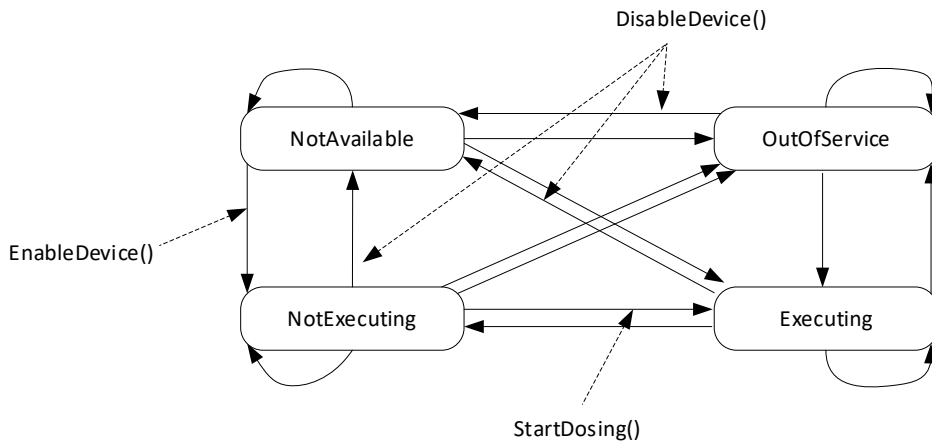 DisableDevice()
NotAvailable
OutOfService
EnableDevice()
NotExecuting
Executing
StartDosing()